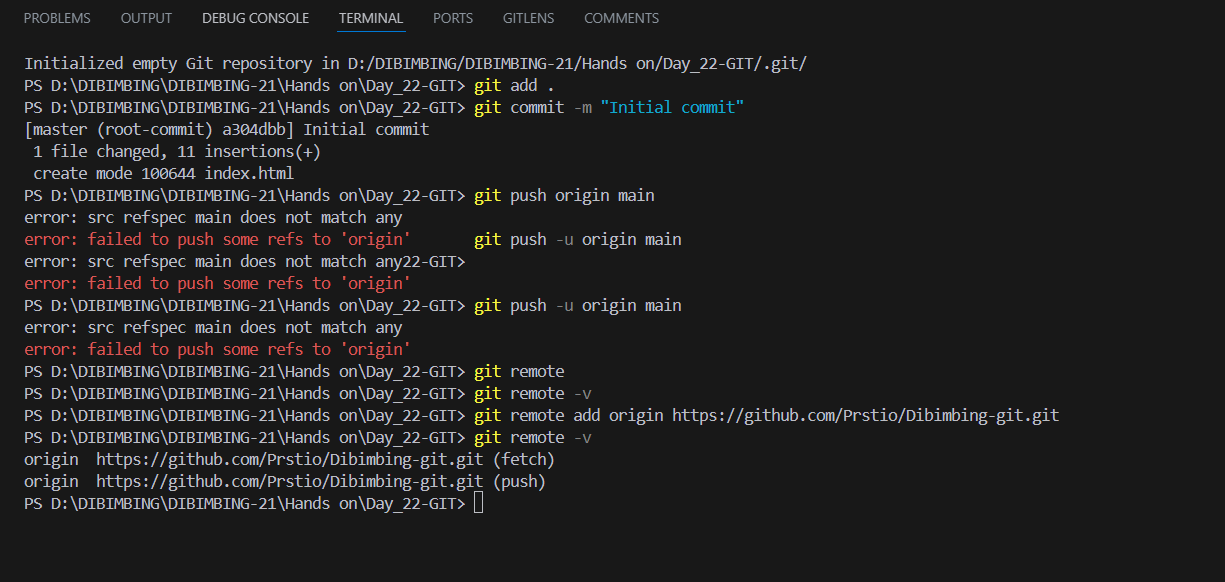 PROBLEMS OUTPUT DEBUG CONSOLE TERMINAL PORTS GITLENS COMMENTS
Initialized empty Git repository in D:/DIBIMBING/DIBIMBING-21/Hands on/Day_22-GIT/.git/
PS D:\DIBIMBING\DIBIMBING-21\Hands on\Day_22-GIT> git add .
PS D:\DIBIMBING\DIBIMBING-21\Hands on\Day_22-GIT> git commit -m "Initial commit"
[master (root-commit) a304dbb] Initial commit
 1 file changed, 11 insertions(+)
 create mode 100644 index.html
PS D:\DIBIMBING\DIBIMBING-21\Hands on\Day_22-GIT> git push origin main
error: src refspec main does not match any
error: failed to push some refs to 'origin'       git push -u origin main
error: src refspec main does not match any22-GIT>
error: failed to push some refs to 'origin'
PS D:\DIBIMBING\DIBIMBING-21\Hands on\Day_22-GIT> git push -u origin main
error: src refspec main does not match any
error: failed to push some refs to 'origin'
PS D:\DIBIMBING\DIBIMBING-21\Hands on\Day_22-GIT> git remote
PS D:\DIBIMBING\DIBIMBING-21\Hands on\Day_22-GIT> git remote -v
PS D:\DIBIMBING\DIBIMBING-21\Hands on\Day_22-GIT> git remote add origin https://github.com/Prstio/Dibimbing-git.git
PS D:\DIBIMBING\DIBIMBING-21\Hands on\Day_22-GIT> git remote -v
origin  https://github.com/Prstio/Dibimbing-git.git (fetch)
origin  https://github.com/Prstio/Dibimbing-git.git (push)
PS D:\DIBIMBING\DIBIMBING-21\Hands on\Day_22-GIT>